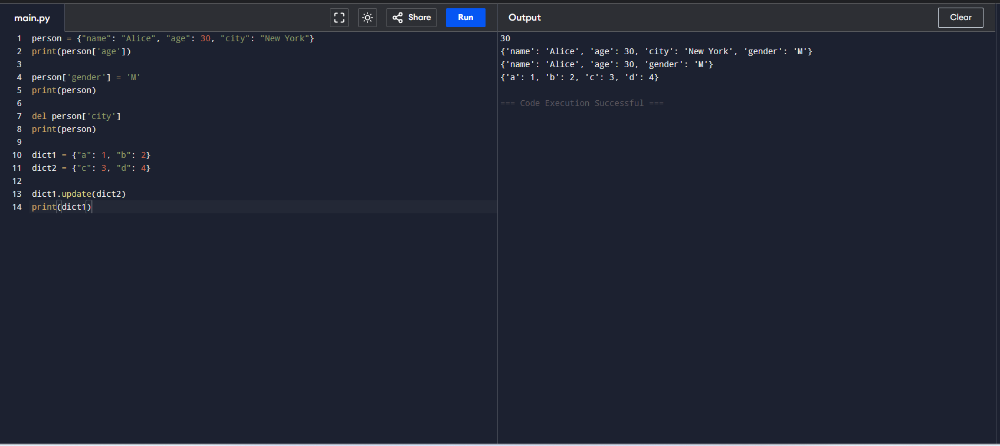 main.py
Share
Run
1 person = {"name": "Alice", "age": 30, "city": "New York"}
2 print(person['age'])
3
4 person['gender'] = 'M'
5 print(person)
6
7 del person['city']
8 print(person)
9
10 dict1 = {"a": 1, "b": 2}
11 dict2 = {"c": 3, "d": 4}
12
13 dict1.update(dict2)
14 print(dict1)
Output
Clear
30
{'name': 'Alice', 'age': 30, 'city': 'New York', 'gender': 'M'}
{'name': 'Alice', 'age': 30, 'gender': 'M'}
{'a': 1, 'b': 2, 'c': 3, 'd': 4}
=== Code Execution Successful ===